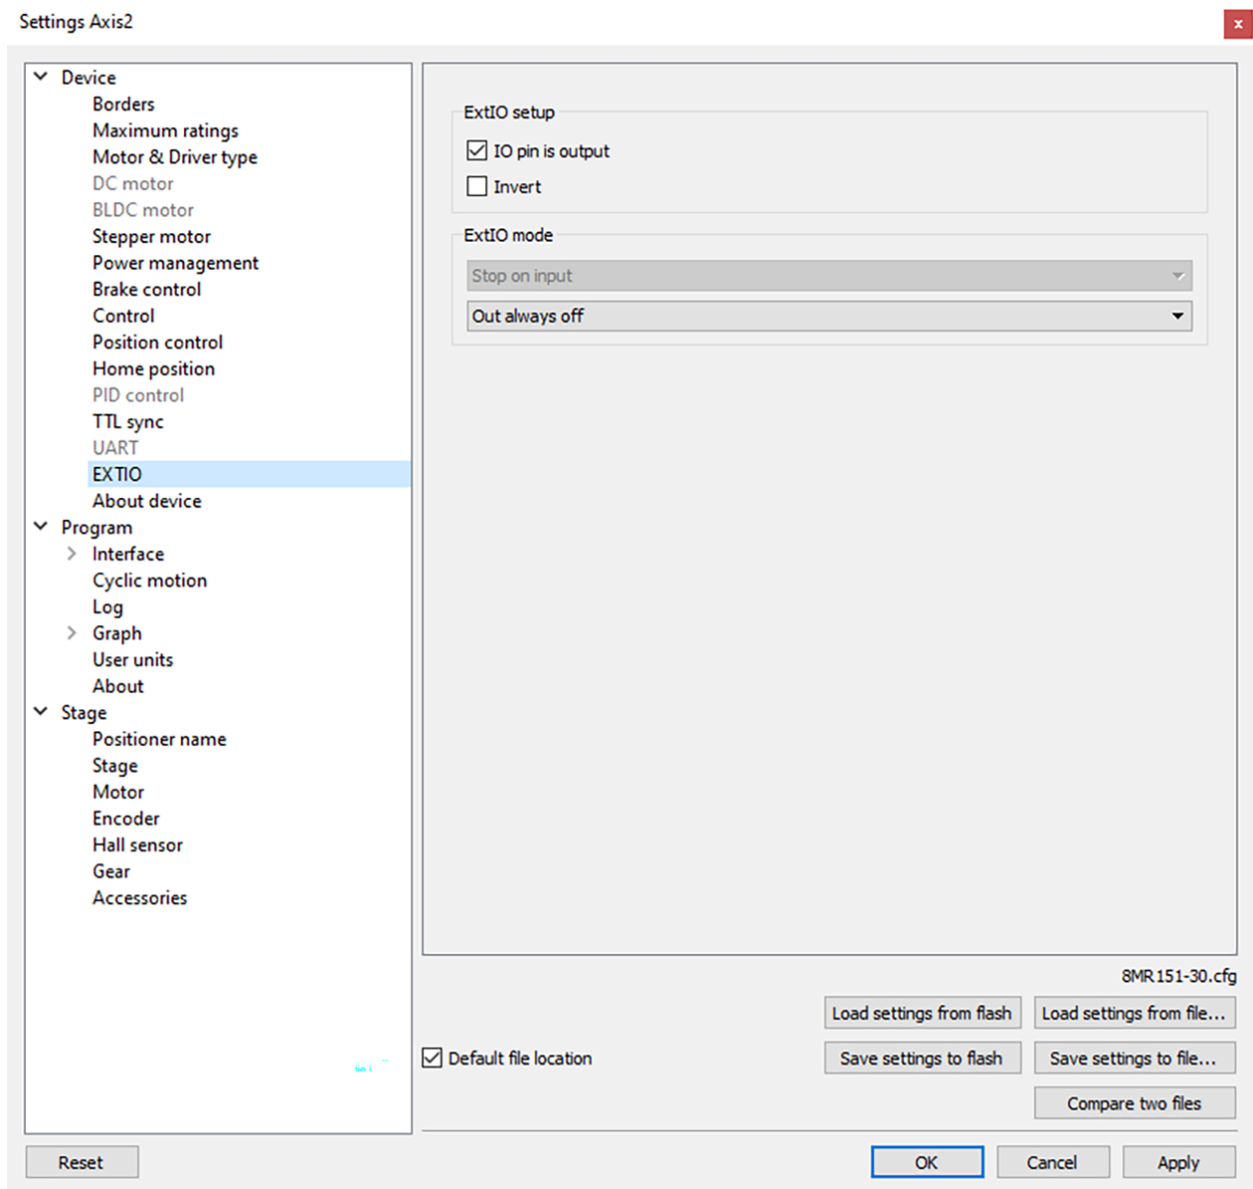 Settings Axis2
x
Device
Borders
Maximum ratings
Motor & Driver type
DC motor
BLDC motor
Stepper motor
Power management
Brake control
Control
Position control
Home position
PID control
TTL sync
UART
EXTIO
About device
Program
Interface
Cyclic motion
Log
Graph
User units
About
Stage
Positioner name
Stage
Motor
Encoder
Hall sensor
Gear
Accessories
ExtIO setup
IO pin is output
Invert
ExtIO mode
Stop on input
Out always off
8MR151-30.cfg
Load settings from flash
Load settings from file...
Default file location
Save settings to flash
Save settings to file...
Compare two files
Reset
OK
Cancel
Apply